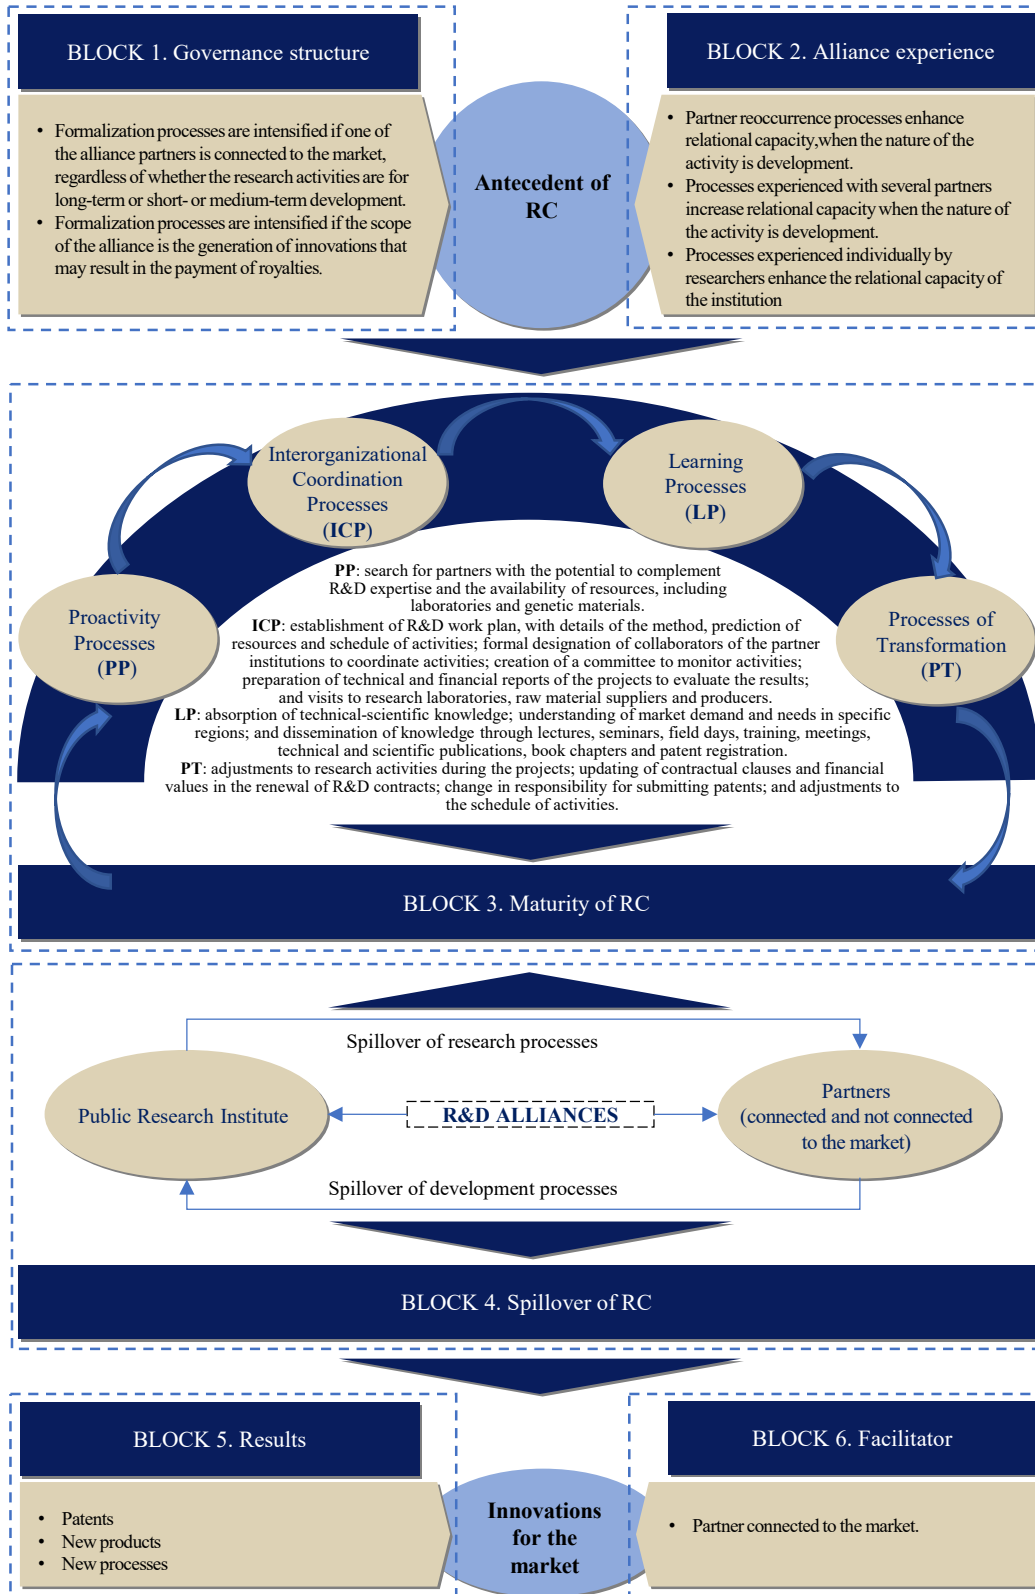 BLOCK 1. Governance structure
• Formalization processes are intensified if one of
the alliance partners is connected to the market,
regardless of whether the research activities are for
long-term or short- or medium-term development.
• Formalization processes are intensified if the scope
of the alliance is the generation of innovations that
may result in the payment of royalties.
Antecedent of
RC
BLOCK 2. Alliance experience
• Partner reoccurrence processes enhance
relational capacity,when the nature of the
activity is development.
• Processes experienced with several partners
increase relational capacity when the nature of
the activity is development.
• Processes experienced individually by
researchers enhance the relational capacity of
the institution
Proactivity
Processes
(PP)
Interorganizational
Coordination
Processes
(ICP)
Learning
Processes
(LP)
Processes of
Transformation
(PT)
PP: search for partners with the potential to complement
R&D expertise and the availability of resources, including
laboratories and genetic materials.
ICP: establishment of R&D work plan, with details of the method, prediction of
resources and schedule of activities; formal designation of collaborators of the partner
institutions to coordinate activities; creation of a committee to monitor activities;
preparation of technical and financial reports of the projects to evaluate the results;
and visits to research laboratories, raw material suppliers and producers.
LP: absorption of technical-scientific knowledge; understanding of market demand and needs in specific
regions; and dissemination of knowledge through lectures, seminars, field days, training, meetings,
technical and scientific publications, book chapters and patent registration.
PT: adjustments to research activities during the projects; updating of contractual clauses and financial
values in the renewal of R&D contracts; change in responsibility for submitting patents; and adjustments to
the schedule of activities.
BLOCK 3. Maturity of RC
Spillover of research processes
Public Research Institute
R&D ALLIANCES
Partners
(connected and not connected
to the market)
Spillover of development processes
BLOCK 4. Spillover of RC
BLOCK 5. Results
• Patents
• New products
• New processes
Innovations
for the
market
BLOCK 6. Facilitator
• Partner connected to the market.